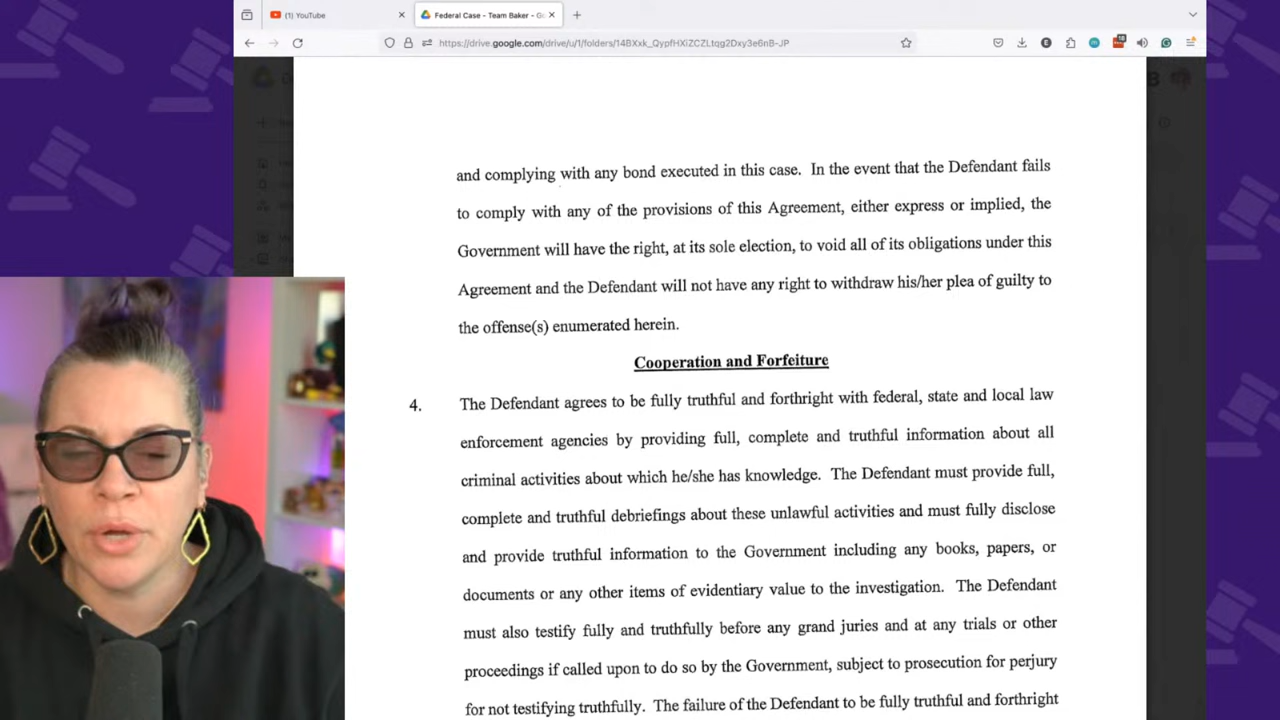 (1) YouTube
Federal Case - Team Baker - Go
https://drive.google.com/drive/u/1/folders/14BXxk_QypfHXiZCZLtqg2Dxy3e6nB-JP
18
and complying with any bond executed in this case. In the event that the Defendant fails
to comply with any of the provisions of this Agreement, either express or implied, the
Government will have the right, at its sole election, to void all of its obligations under this
Agreement and the Defendant will not have any right to withdraw his/her plea of guilty to
the offense(s) enumerated herein.
Cooperation and Forfeiture
4. The Defendant agrees to be fully truthful and forthright with federal, state and local law
enforcement agencies by providing full, complete and truthful information about all
criminal activities about which he/she has knowledge. The Defendant must provide full,
complete and truthful debriefings about these unlawful activities and must fully disclose
and provide truthful information to the Government including any books, papers, or
documents or any other items of evidentiary value to the investigation. The Defendant
must also testify fully and truthfully before any grand juries and at any trials or other
proceedings if called upon to do so by the Government, subject to prosecution for perjury
for not testifying truthfully. The failure of the Defendant to be fully truthful and forthright